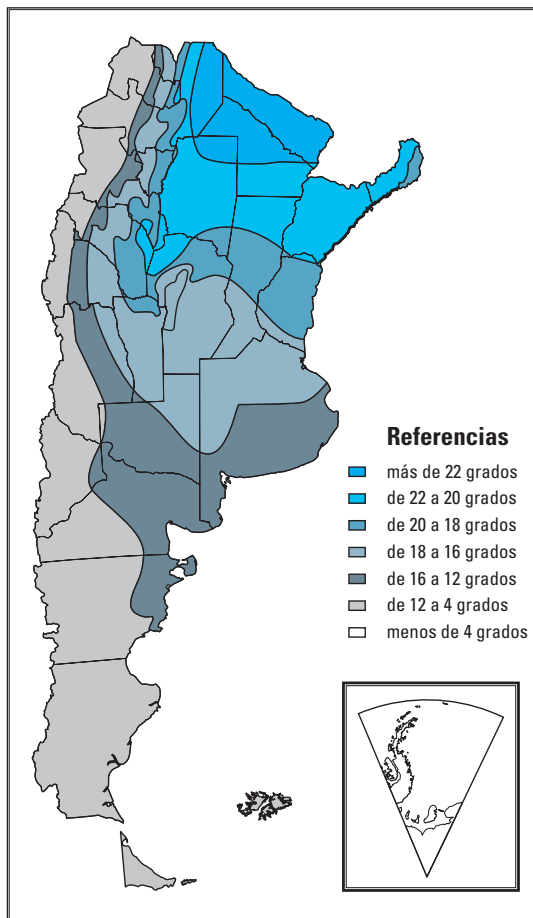 Referencias
más de 22 grados
de 22 a 20 grados
de 20 a 18 grados
de 18 a 16 grados
de 16 a 12 grados
de 12 a 4 grados
menos de 4 grados